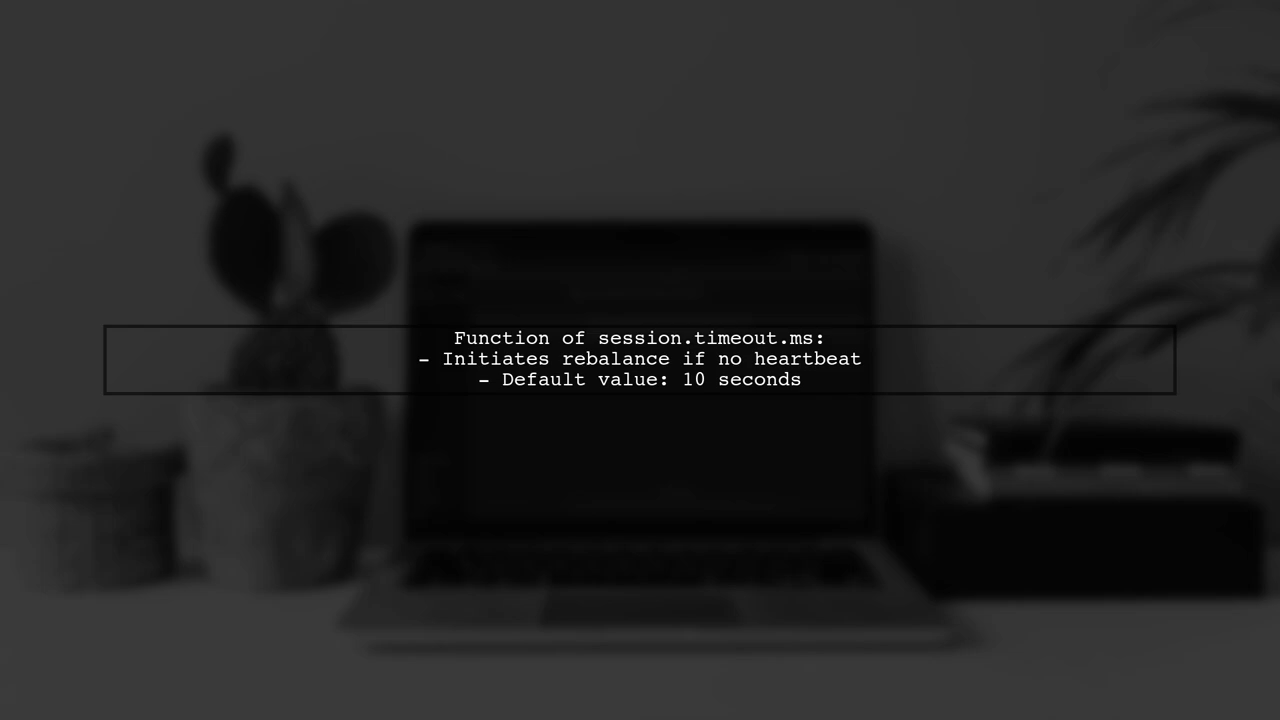 Function of session.timeout.ms:
- Initiates rebalance if no heartbeat
- Default value: 10 seconds